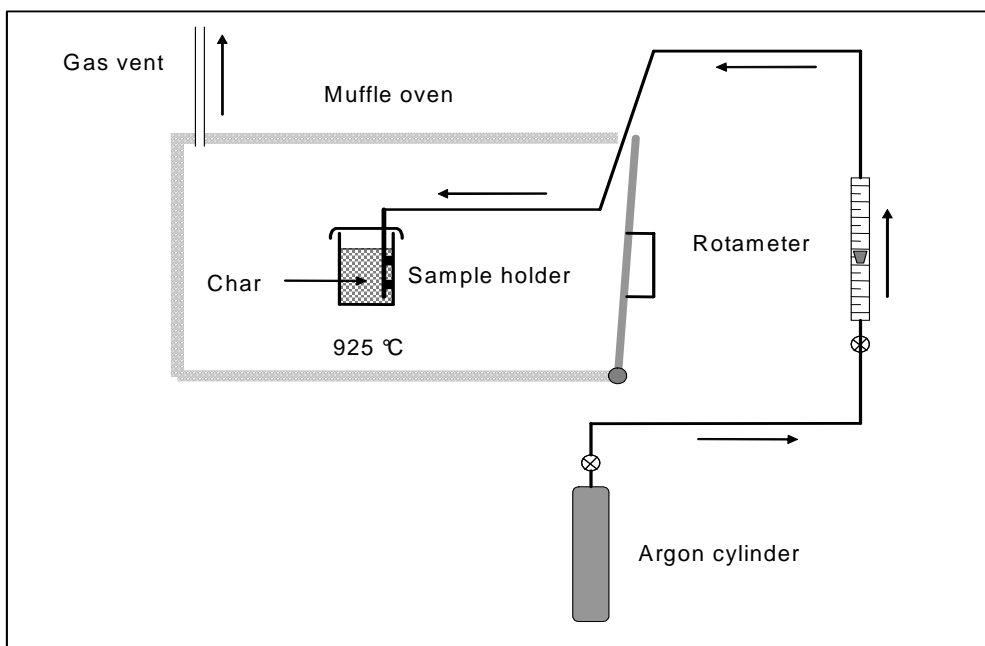 Gas vent
Muffle oven
Rotameter
Sample holder
Char
925 °C
Argon cylinder